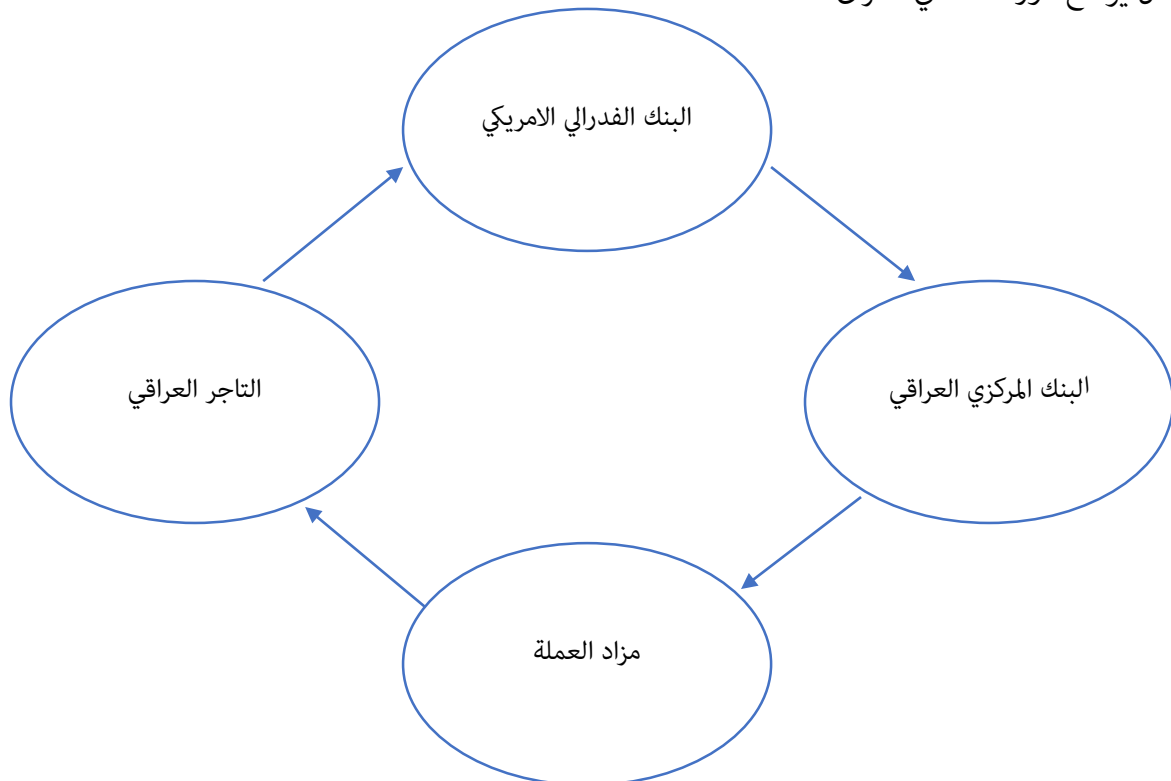 البنك الفدرالي الامريكي
البنك المركزي العراقي
التاجر العراقي
مزاد العملة